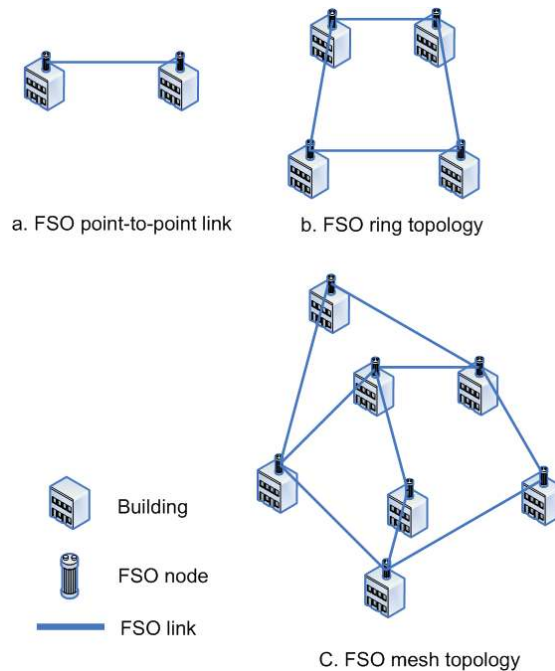 a. FSO point-to-point link
b. FSO ring topology
Building
FSO node
FSO link
C. FSO mesh topology